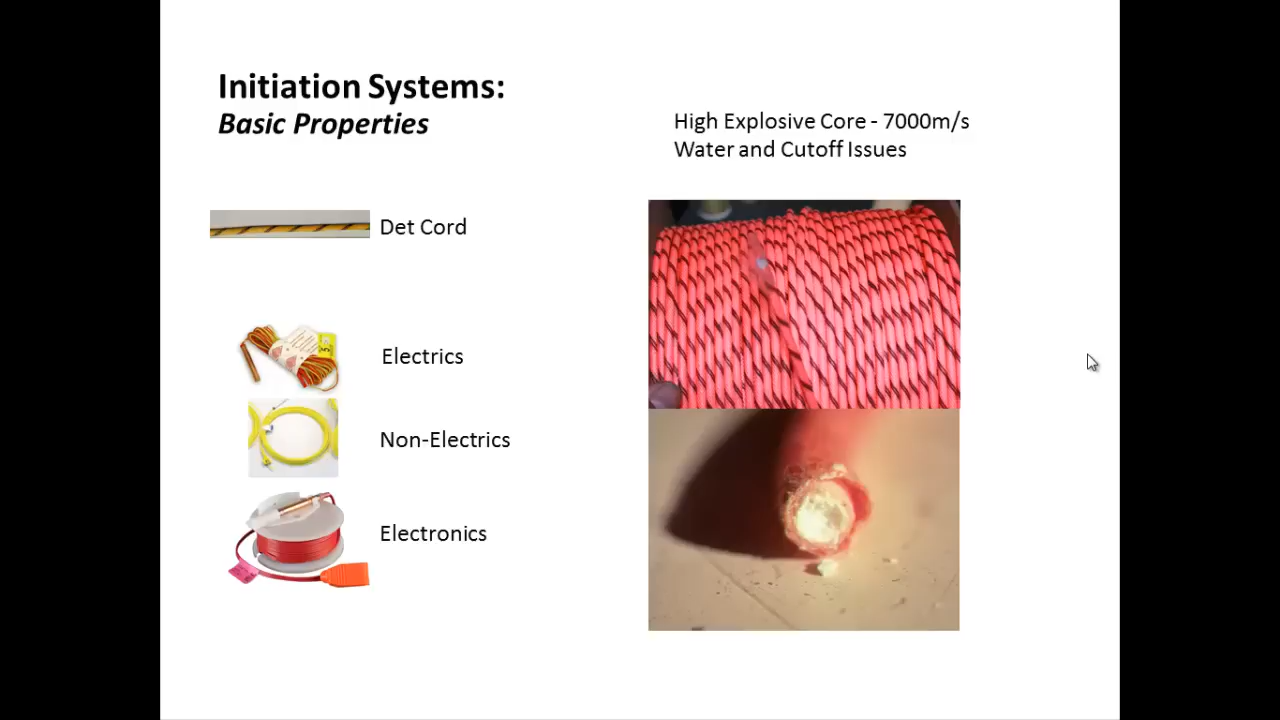 Initiation Systems:
Basic Properties
High Explosive Core - 7000m/s
Water and Cutoff Issues
Det Cord
Electrics
Non-Electrics
Electronics